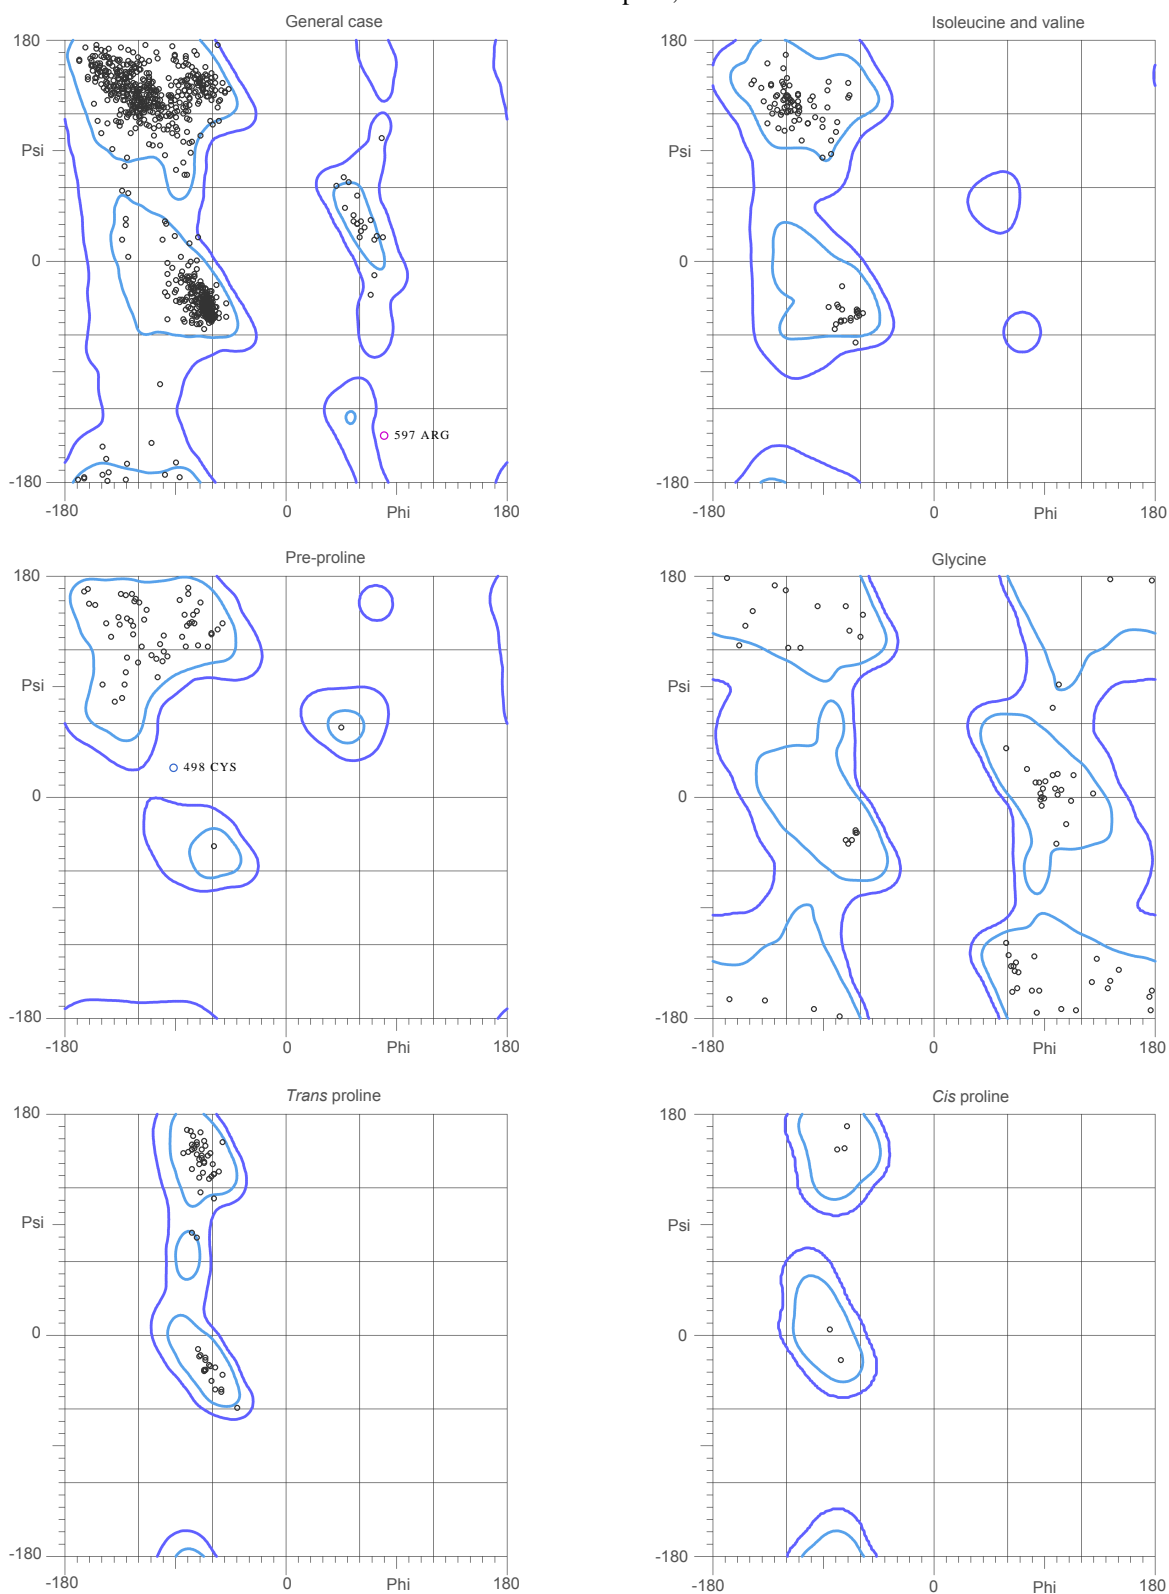 General case
180
Psi
0
-180
-180
0
Phi
180
597 ARG
Isoleucine and valine
180
Psi
0
-180
-180
0
Phi
180
Pre-proline
180
Psi
0
-180
-180
0
Phi
180
498 CYS
Glycine
180
Psi
0
-180
-180
0
Phi
180
Trans proline
180
Psi
0
-180
-180
0
Phi
180
Cis proline
180
Psi
0
-180
-180
0
Phi
180